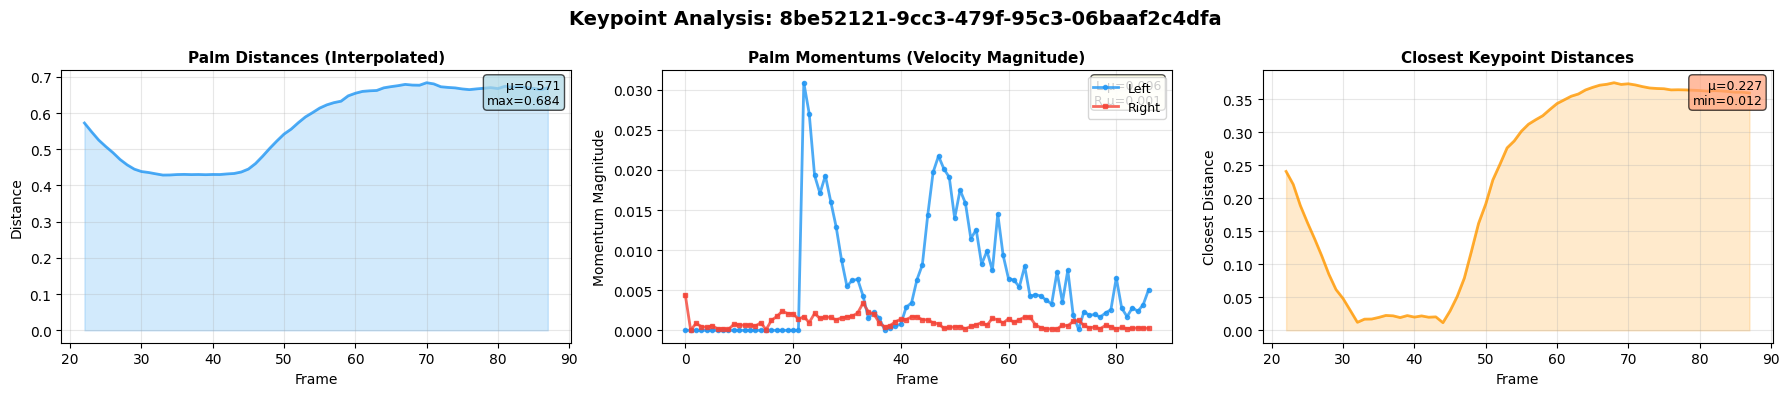 Keypoint Analysis: 8be52121-9cc3-479f-95c3-06baaf2c4dfa
Palm Distances (Interpolated)
μ=0.571
max=0.684
0.7
0.6
0.5
0.4
0.3
0.2
0.1
0.0
Distance
20 30 40 50 60 70 80 90
Frame
Palm Momentums (Velocity Magnitude)
Left
Right
0.030
0.025
0.020
0.015
0.010
0.005
0.000
Momentum Magnitude
0 20 40 60 80
Frame
Closest Keypoint Distances
μ=0.227
min=0.012
0.35
0.30
0.25
0.20
0.15
0.10
0.05
0.00
Closest Distance
20 30 40 50 60 70 80 90
Frame